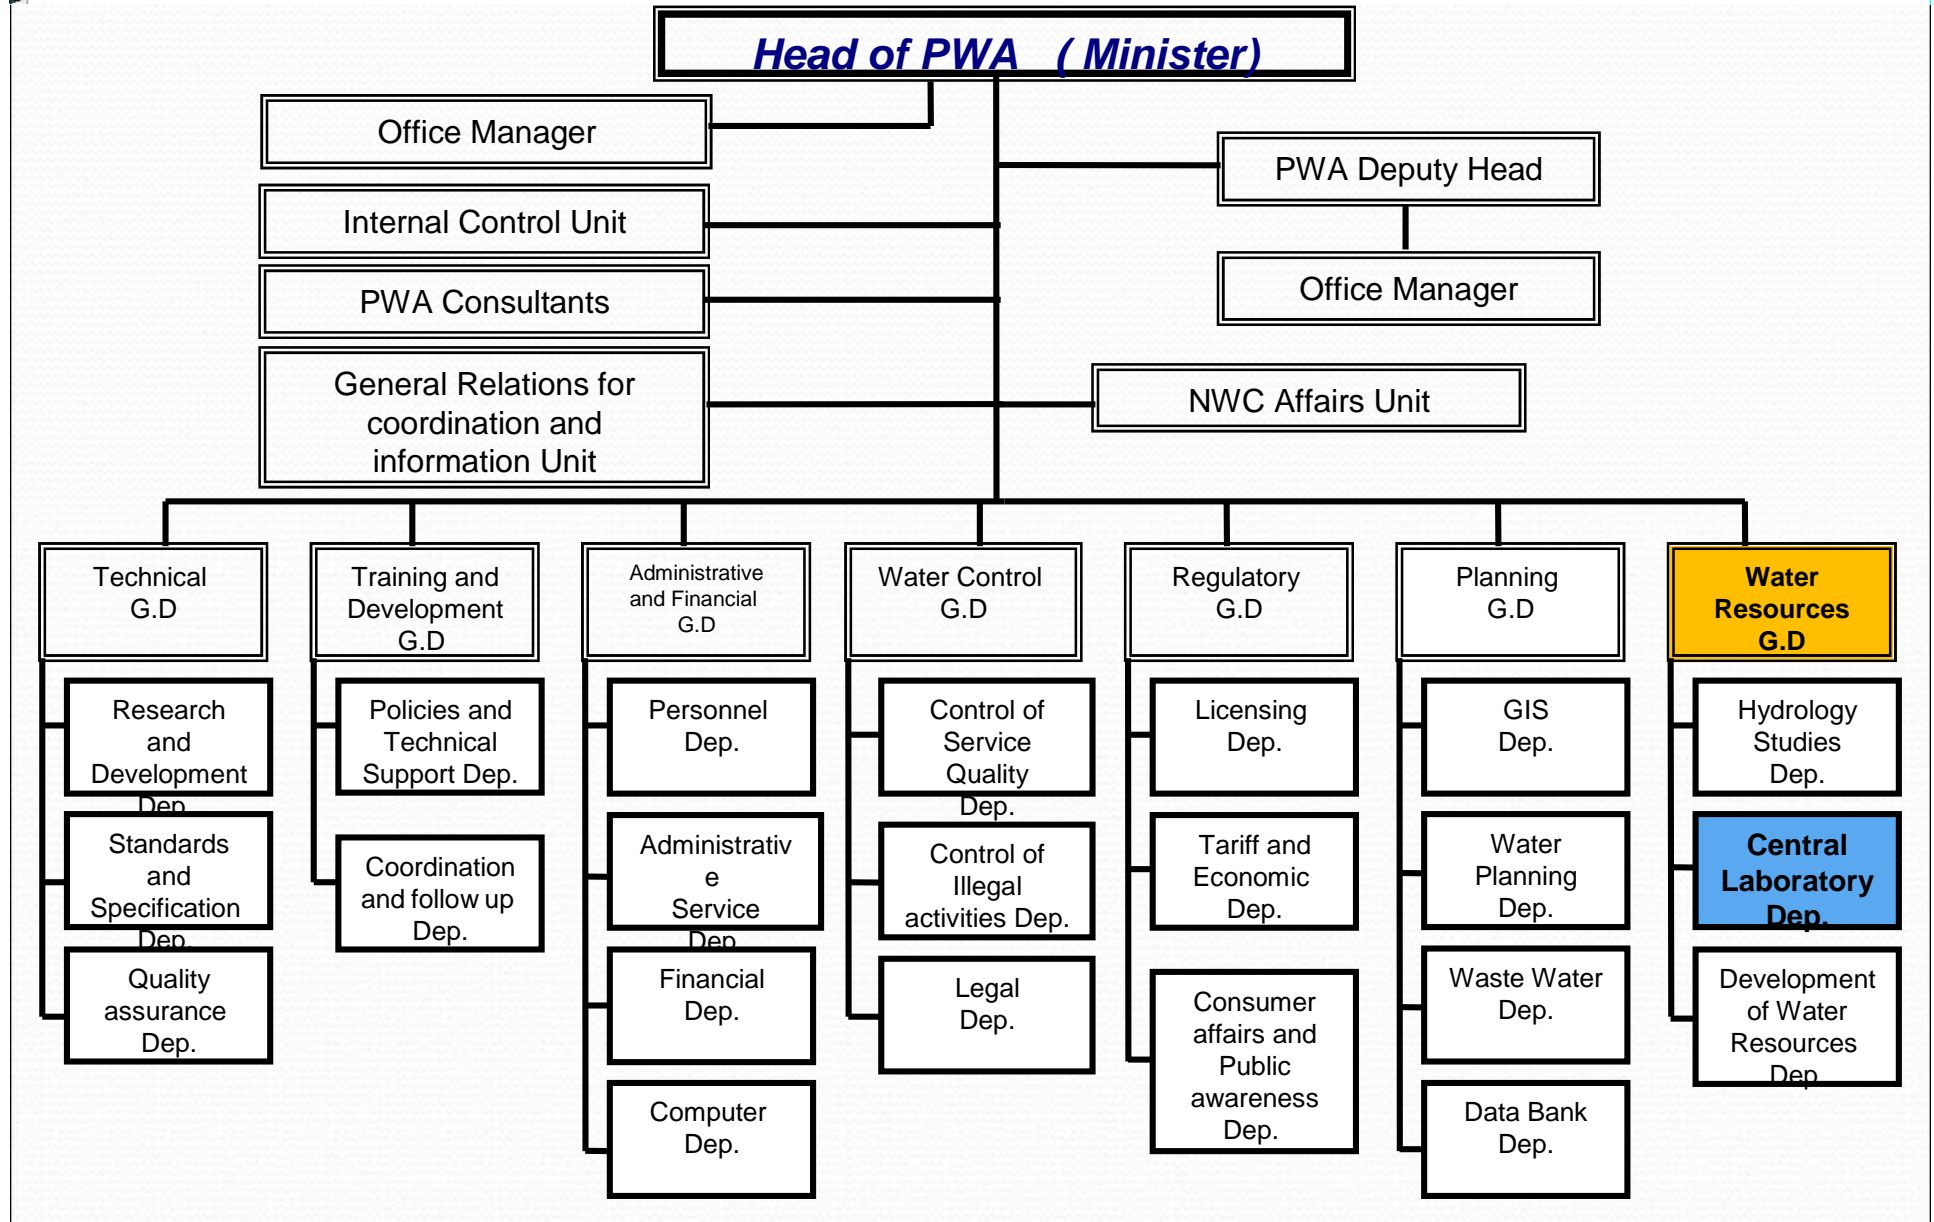 Head of PWA ( Minister)
Office Manager
PWA Deputy Head
Internal Control Unit
Office Manager
PWA Consultants
General Relations for
coordination and
information Unit
NWC Affairs Unit
Technical
G.D
Research
and
Development
Dep.
Standards
and
Specification
Dep.
Quality
assurance
Dep.
Training and
Development
G.D
Policies and
Technical
Support Dep.
Coordination
and follow up
Dep.
Administrative
and Financial
G.D
Personnel
Dep.
Administrativ
e
Service
Dep
Financial
Dep.
Computer
Dep.
Water Control
G.D
Control of
Service
Quality
Dep.
Control of
Illegal
activities Dep.
Legal
Dep.
Regulatory
G.D
Licensing
Dep.
Tariff and
Economic
Dep.
Consumer
affairs and
Public
awareness
Dep.
Planning
G.D
GIS
Dep.
Water
Planning
Dep.
Waste Water
Dep.
Data Bank
Dep.
Water
Resources
G.D
Hydrology
Studies
Dep.
Central
Laboratory
Dep.
Development
of Water
Resources
Dep